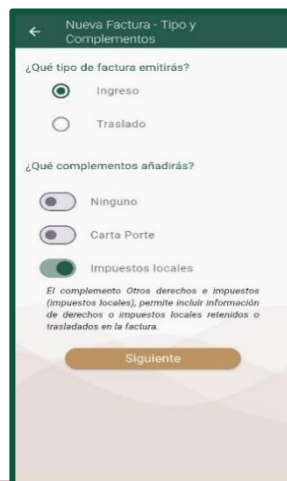 Nueva Factura - Tipo y
Complementos
¿Qué tipo de factura emitirás?
Ingreso
Traslado
¿Qué complementos añadirás?
Ninguno
Carta Porte
Impuestos locales
El complemento Otros derechos e impuestos
(impuestos locales), permite incluir información
de derechos o impuestos locales retenidos o
trasladados en la factura.
Siguiente